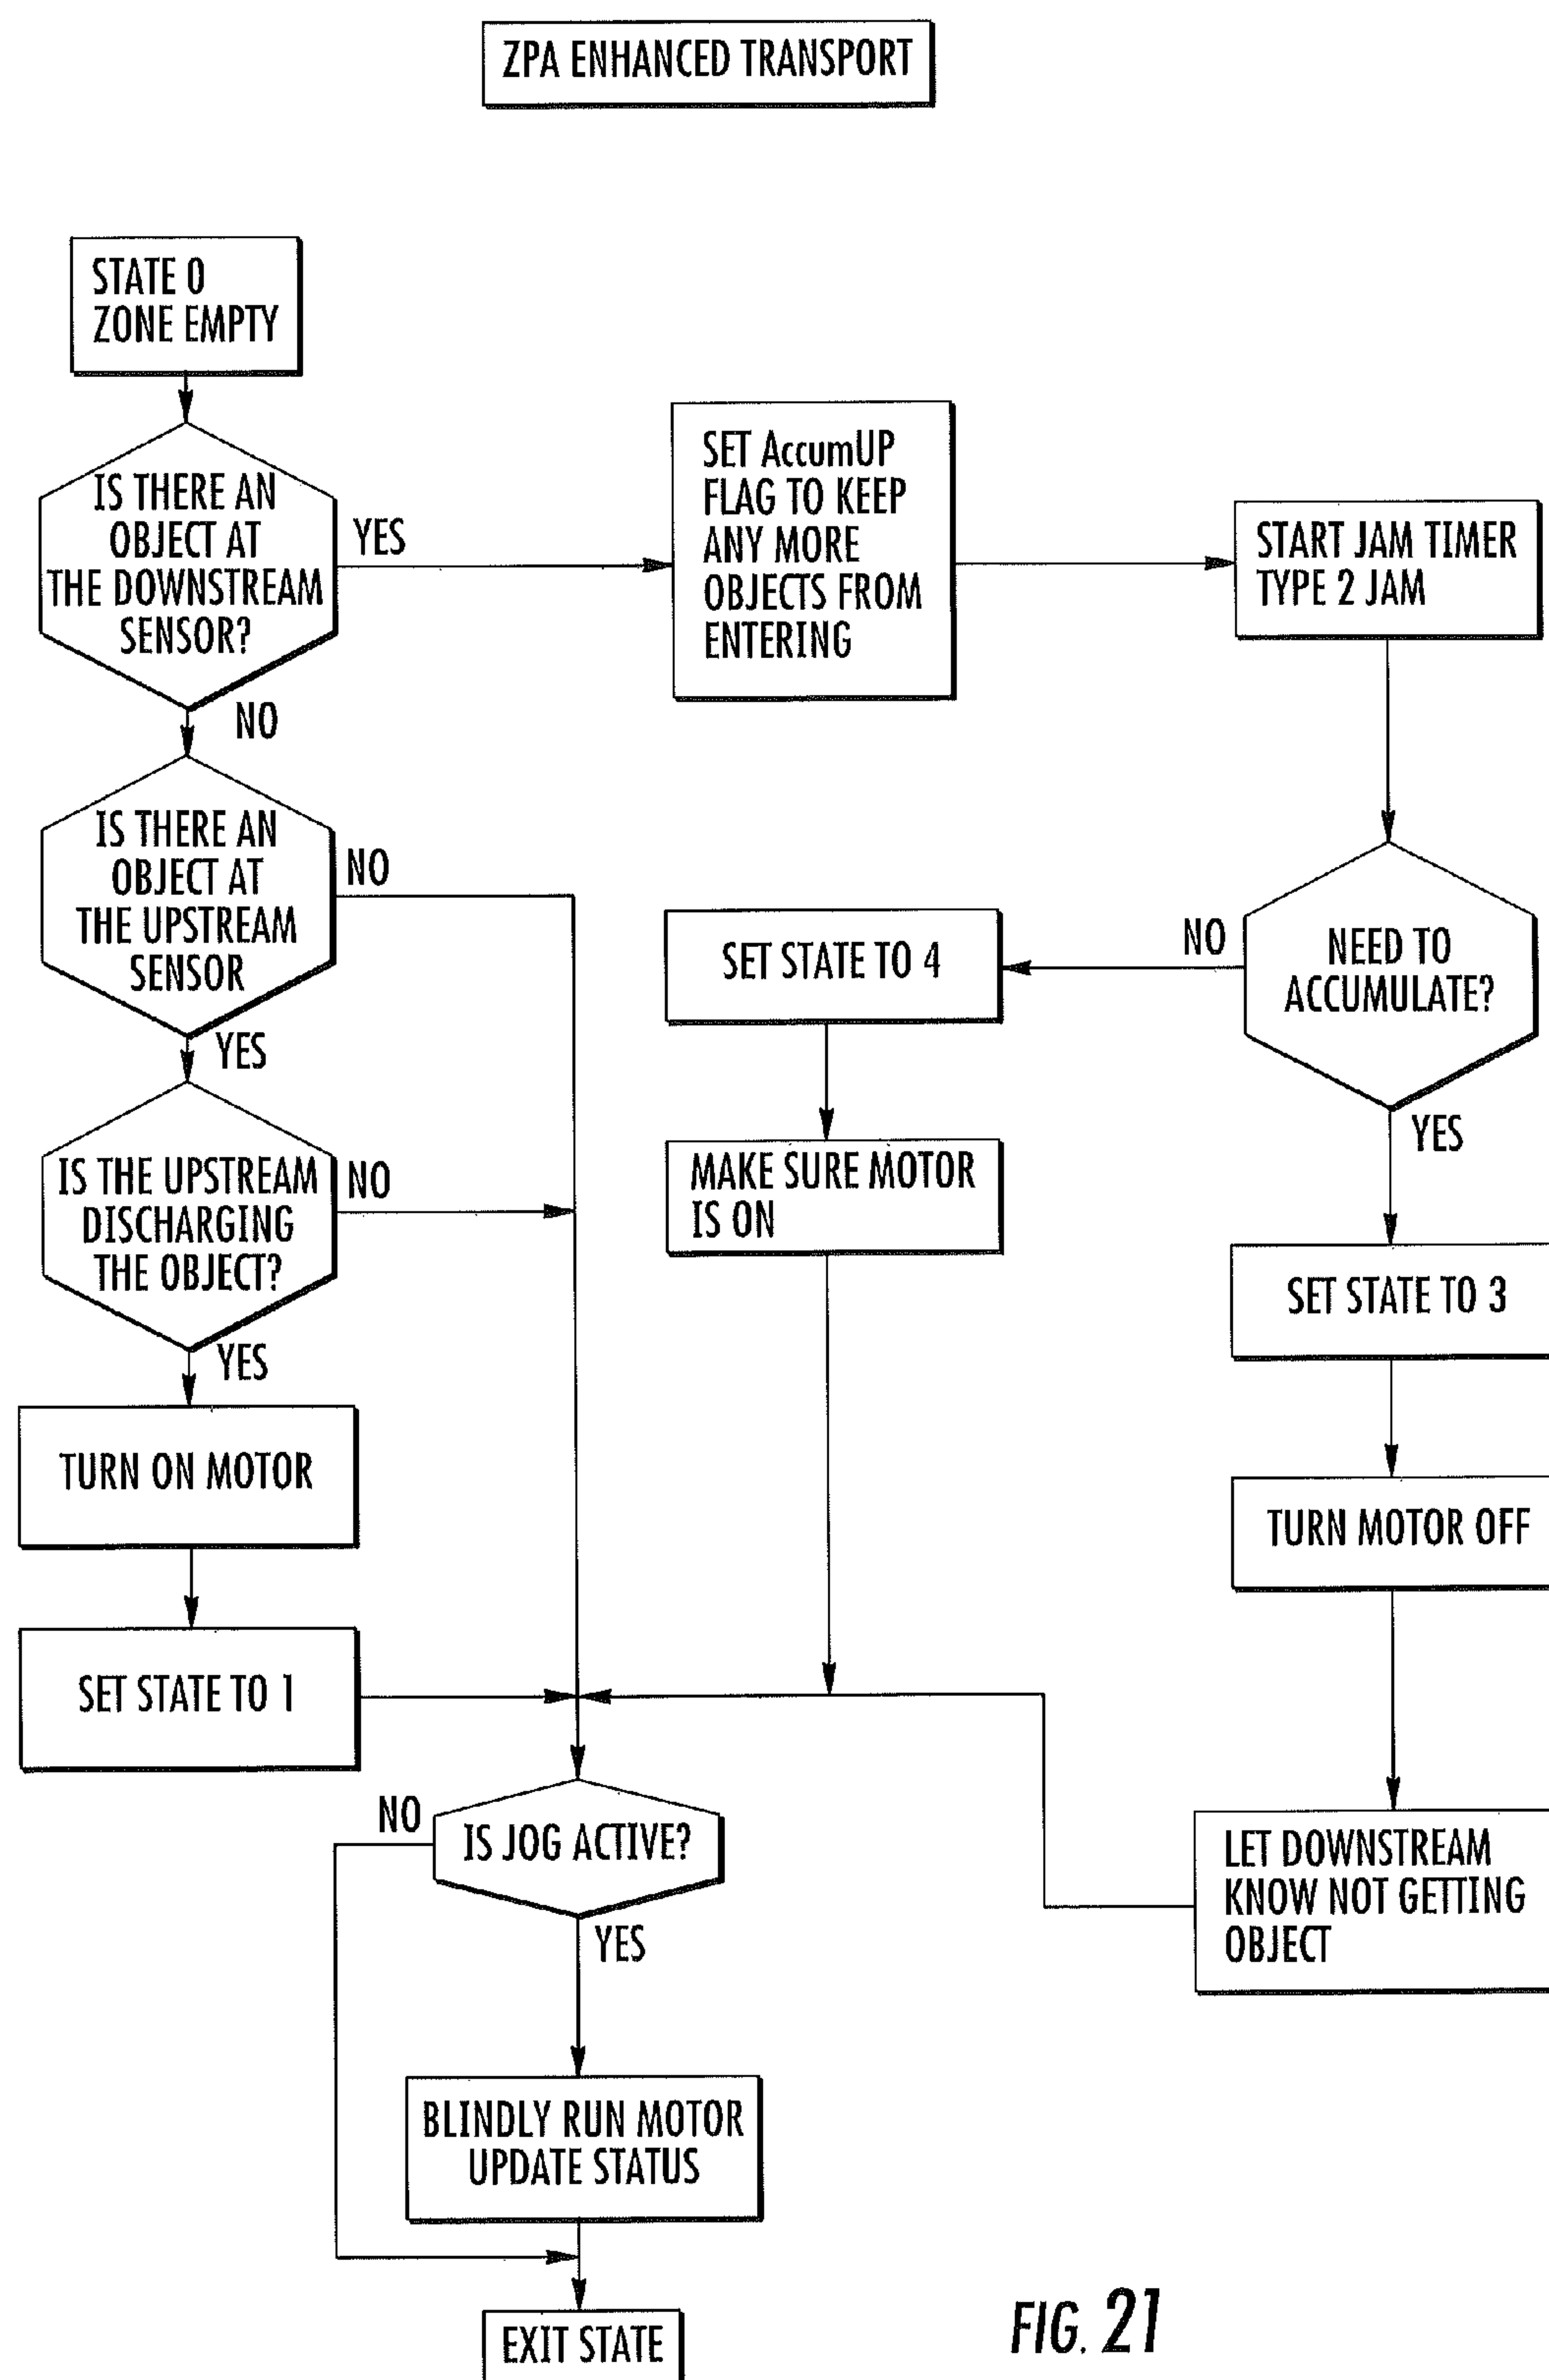 ZPA ENHANCED TRANSPORT
STATE 0
ZONE EMPTY
IS THERE AN
OBJECT AT
THE DOWNSTREAM
SENSOR?
YES
SET AccumUP
FLAG TO KEEP
ANY MORE
OBJECTS FROM
ENTERING
START JAM TIMER
TYPE 2 JAM
NO
IS THERE AN
OBJECT AT
THE UPSTREAM
SENSOR
NO
YES
NEED TO
ACCUMULATE?
NO
SET STATE TO 4
MAKE SURE MOTOR
IS ON
YES
SET STATE TO 3
TURN MOTOR OFF
LET DOWNSTREAM
KNOW NOT GETTING
OBJECT
IS THE UPSTREAM
DISCHARGING
THE OBJECT?
NO
YES
TURN ON MOTOR
SET STATE TO 1
IS JOG ACTIVE?
NO
YES
BLINDLY RUN MOTOR
UPDATE STATUS
EXIT STATE
FIG. 21